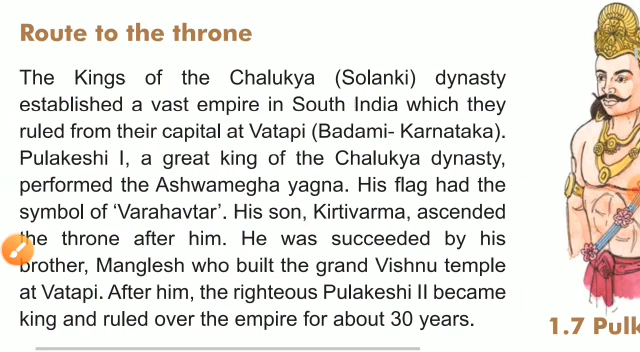 Route to the throne
The Kings of the Chalukya (Solanki) dynasty
established a vast empire in South India which they
ruled from their capital at Vatapi (Badami- Karnataka).
Pulakeshi I, a great king of the Chalukya dynasty,
performed the Ashwamegha yagna. His flag had the
symbol of ‘Varahavtar’. His son, Kirtivarma, ascended
the throne after him. He was succeeded by his
brother, Manglesh who built the grand Vishnu temple
at Vatapi. After him, the righteous Pulakeshi II became
king and ruled over the empire for about 30 years.
1.7 Pulk